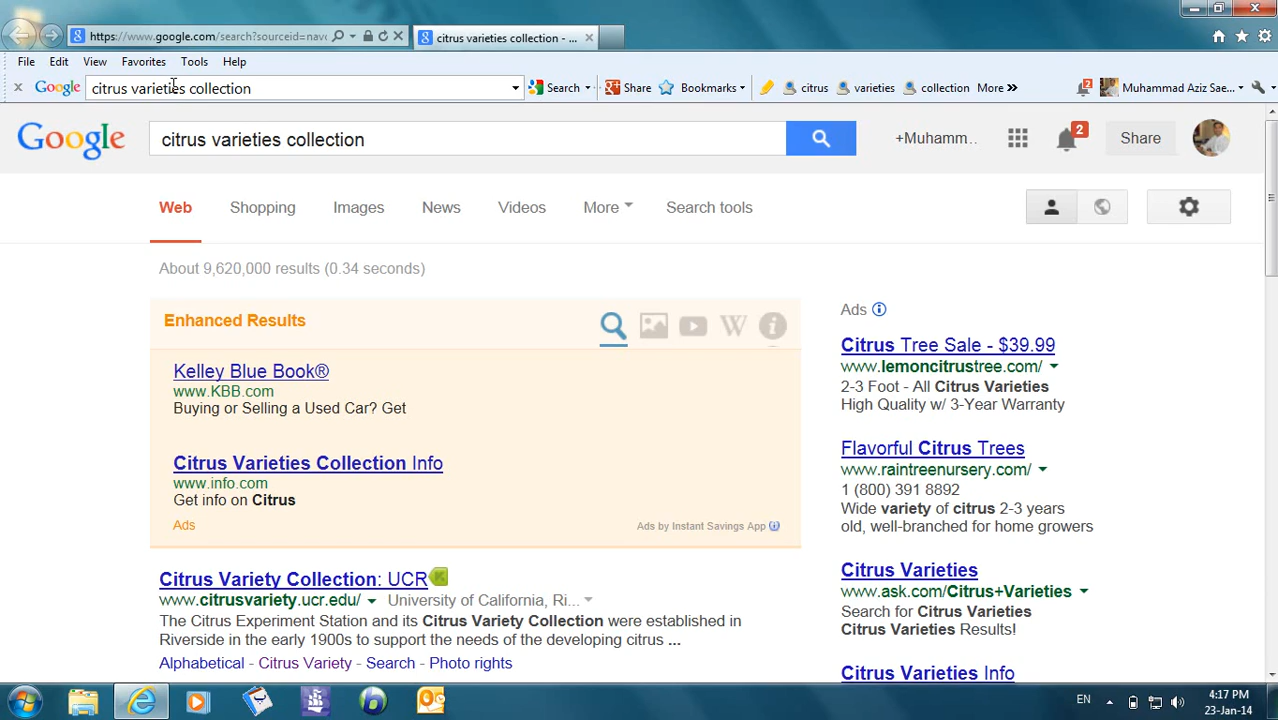 https://www.google.com/search?sourceid=nav
citrus varieties collection - ...
File Edit View Favorites Tools Help
Google citrus varieties collection Search Share Bookmarks citrus varieties collection More » Muhammad Aziz Sae...
Google citrus varieties collection +Muhamm... 2 Share
Web Shopping Images News Videos More Search tools
About 9,620,000 results (0.34 seconds)
Enhanced Results
Kelley Blue Book®
www.KBB.com
Buying or Selling a Used Car? Get
Citrus Varieties Collection Info
www.info.com
Get info on Citrus
Ads
Ads by Instant Savings App
Citrus Variety Collection: UCR
www.citrusvariety.ucr.edu/ University of California, Ri...
The Citrus Experiment Station and its Citrus Variety Collection were established in
Riverside in the early 1900s to support the needs of the developing citrus ...
Alphabetical - Citrus Variety - Search - Photo rights
Ads
Citrus Tree Sale - $39.99
www.lemoncitrustree.com/
2-3 Foot - All Citrus Varieties
High Quality w/ 3-Year Warranty
Flavorful Citrus Trees
www.raintreenursery.com/
1 (800) 391 8892
Wide variety of citrus 2-3 years
old, well-branched for home growers
Citrus Varieties
www.ask.com/Citrus+Varieties
Search for Citrus Varieties
Citrus Varieties Results!
Citrus Varieties Info
EN
4:17 PM
23-Jan-14